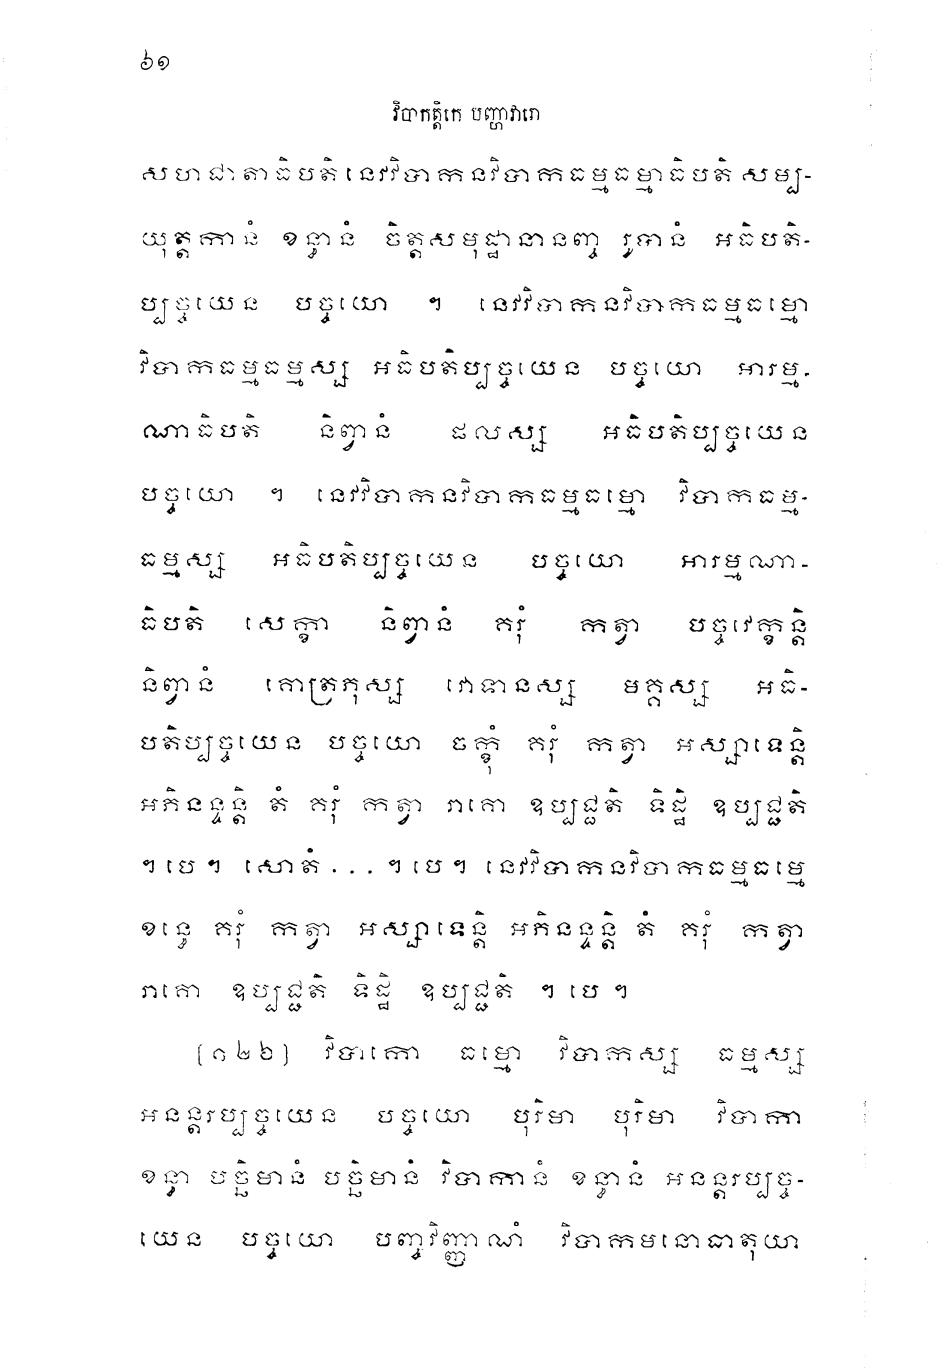 ៦១
វិបាកត្តិកេ បញ្ហាវារោ
សហជាតាធិបតិ នេវវិបាកនវិបាកធម្មធម្មាធិបតិ សម្ប-
យុត្តកានំ ខន្ធានំ ចិត្តសមុដ្ឋានានញ្ច រូបានំ អធិបតិ-
ប្បច្ចយេន បច្ចយោ ។ នេវវិបាកនវិបាកធម្មធម្មោ
វិបាកធម្មធម្មស្ស អធិបតិប្បច្ចយេន បច្ចយោ អារម្ម-
ណាធិបតិ និព្វានំ ផលស្ស អធិបតិប្បច្ចយេន
បច្ចយោ ។ នេវវិបាកនវិបាកធម្មធម្មោ វិបាកធម្ម-
ធម្មស្ស អធិបតិប្បច្ចយេន បច្ចយោ អារម្មណា-
ធិបតិ សេក្ខា និព្វានំ គរុំ កត្វា បច្ចវេក្ខន្តិ
និព្វានំ គោត្រភុស្ស វោទានស្ស មគ្គស្ស អធិ-
បតិប្បច្ចយេន បច្ចយោ ចក្ខុំ គរុំ កត្វា អស្សាទេន្តិ
អភិនន្ទន្តិ តំ គរុំ កត្វា រាគោ ឧប្បជ្ជតិ ទិដ្ឋិ ឧប្បជ្ជតិ
។ បេ ។ សោតំ... ។ បេ ។ នេវវិបាកនវិបាកធម្មធម្មេ
ខន្ធេ គរុំ កត្វា អស្សាទេន្តិ អភិនន្ទន្តិ តំ គរុំ កត្វា
រាគោ ឧប្បជ្ជតិ ទិដ្ឋិ ឧប្បជ្ជតិ ។ បេ ។
[១៤២] វិបាកោ ធម្មោ វិបាកស្ស ធម្មស្ស
អនន្តរប្បច្ចយេន បច្ចយោ បុរិមា បុរិមា វិបាកា
ខន្ធា បច្ឆិមានំ បច្ឆិមានំ វិបាកានំ ខន្ធានំ អនន្តរប្បច្ច-
យេន បច្ចយោ បញ្ចវិញ្ញាណំ វិបាកមនោធាតុយា